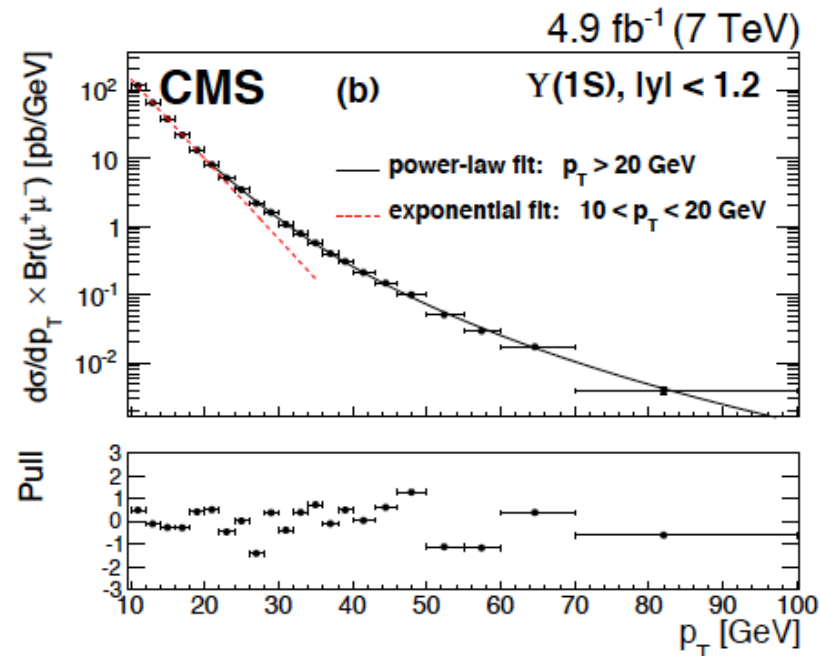 4.9 fb⁻¹ (7 TeV)
CMS (b) Υ(1S), |y| < 1.2
power-law fit: p_T > 20 GeV
exponential fit: 10 < p_T < 20 GeV
dσ/dp_T × Br(μ⁺μ⁻) [pb/GeV]
10²
10
1
10⁻¹
10⁻²
Pull
3
2
1
0
-1
-2
-3
10 20 30 40 50 60 70 80 90 100
p_T [GeV]